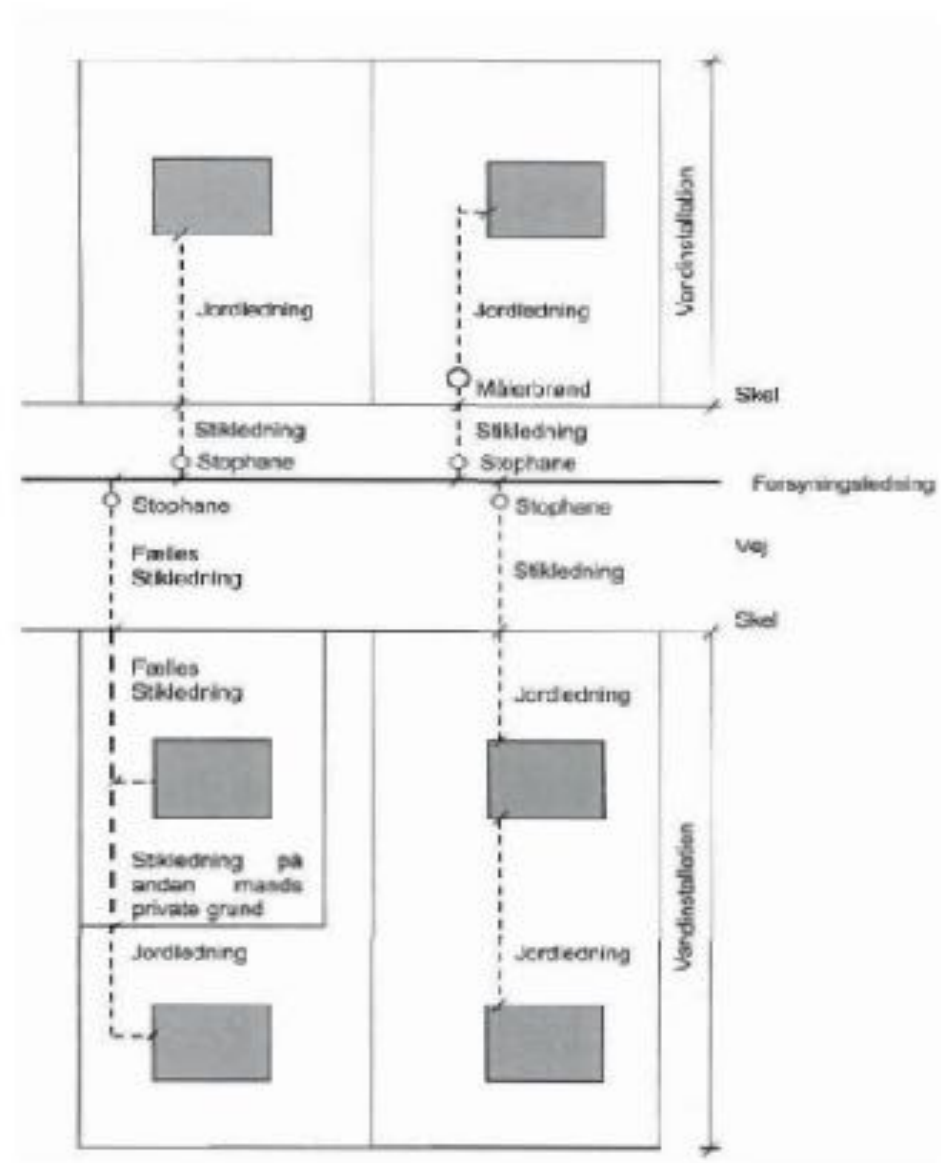 Vandinstallation
Jordledning
Jordledning
Målerbrønd
Skel
Stikledning
Stikledning
Stophane
Stophane
Forsyningsledning
Stophane
Stophane
Vej
Fælles
Stikledning
Stikledning
Skel
Fælles
Stikledning
Jordledning
Vandinstallation
Stikledning på
anden mands
private grund
Jordledning
Jordledning